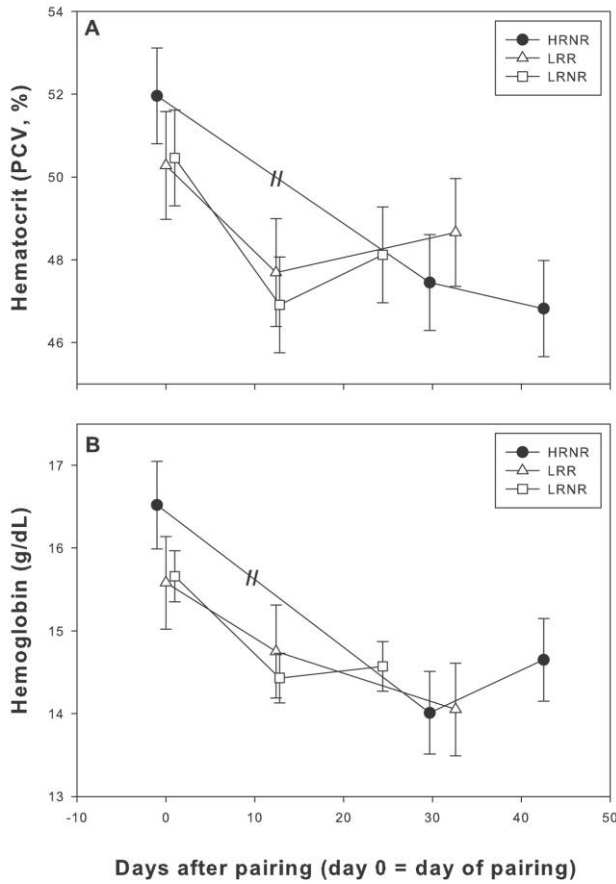 54
A
HRNR
LRR
LRNR
52
50
48
46
Hematocrit (PCV, %)
//
B
HRNR
LRR
LRNR
17
16
15
14
13
Hemoglobin (g/dL)
//
-10 0 10 20 30 40 50
Days after pairing (day 0 = day of pairing)